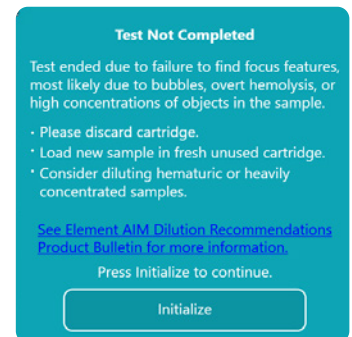 Test Not Completed
Test ended due to failure to find focus features,
most likely due to bubbles, overt hemolysis, or
high concentrations of objects in the sample.
· Please discard cartridge.
· Load new sample in fresh unused cartridge.
· Consider diluting hematuric or heavily
concentrated samples.
See Element AIM Dilution Recommendations
Product Bulletin for more information.
Press Initialize to continue.
Initialize